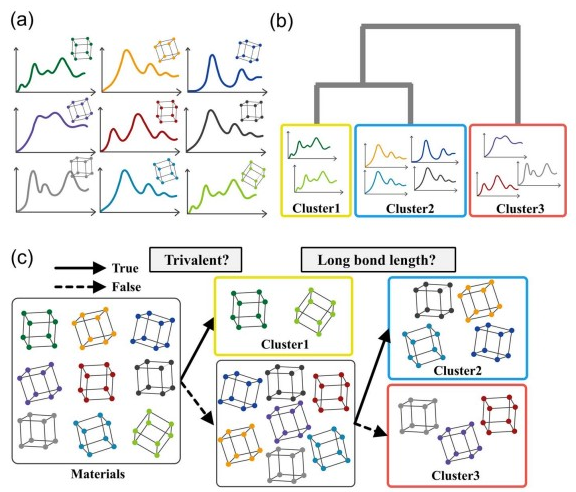 (a)
(b)
Cluster1
Cluster2
Cluster3
(c)
True
False
Trivalent?
Long bond length?
Materials
Cluster1
Cluster2
Cluster3